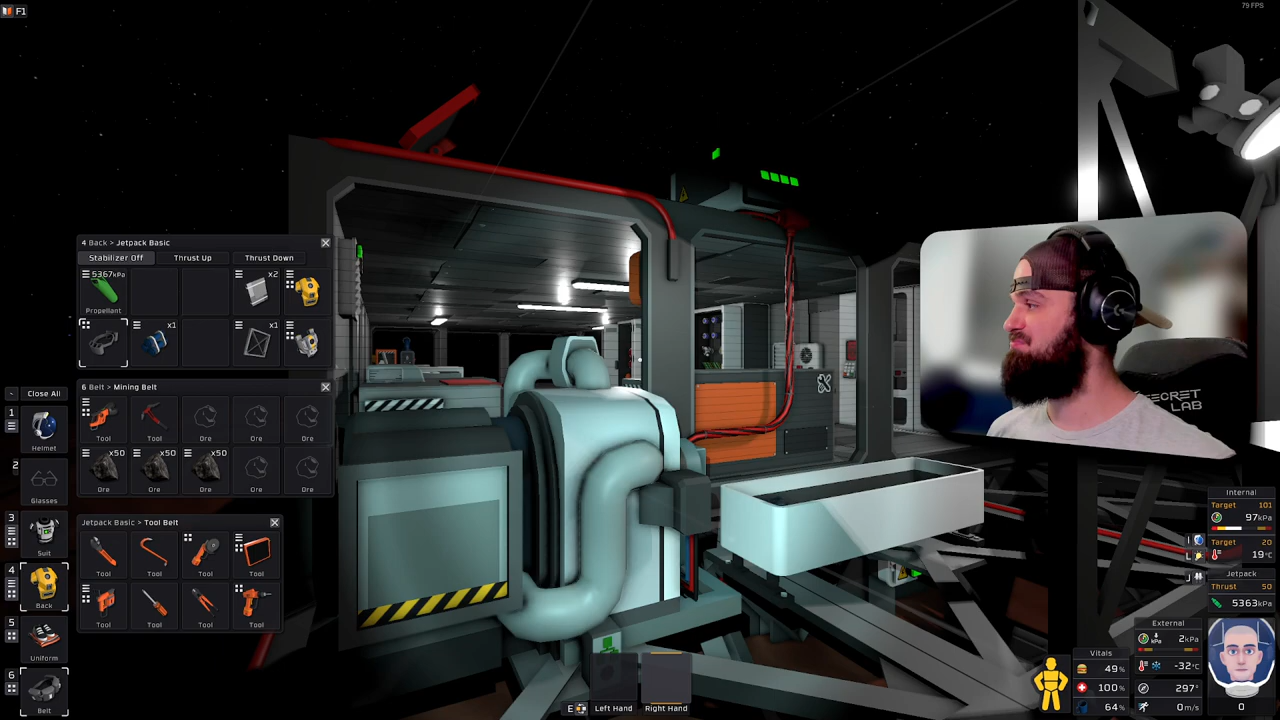 F1
79 FPS
4 Back > Jetpack Basic
Stabilizer Off
Thrust Up
Thrust Down
5367kPa
x2
Propellant
x1
x1
6 Belt > Mining Belt
Tool
Tool
Ore
Ore
Ore
x50
x50
x50
Ore
Ore
Ore
Ore
Ore
Jetpack Basic > Tool Belt
Tool
Tool
Tool
Tool
Tool
Tool
Tool
Tool
~
Close All
1
Helmet
2
Glasses
3
Suit
4
Back
5
Uniform
6
Belt
SECRET
LAB
E
Left Hand
Right Hand
Internal
Target 101
97kPa
Target 20
19°C
Jetpack
Thrust 50
5363kPa
External
2kPa
-32°C
297°
0m/s
Vitals
49%
100%
64%
0